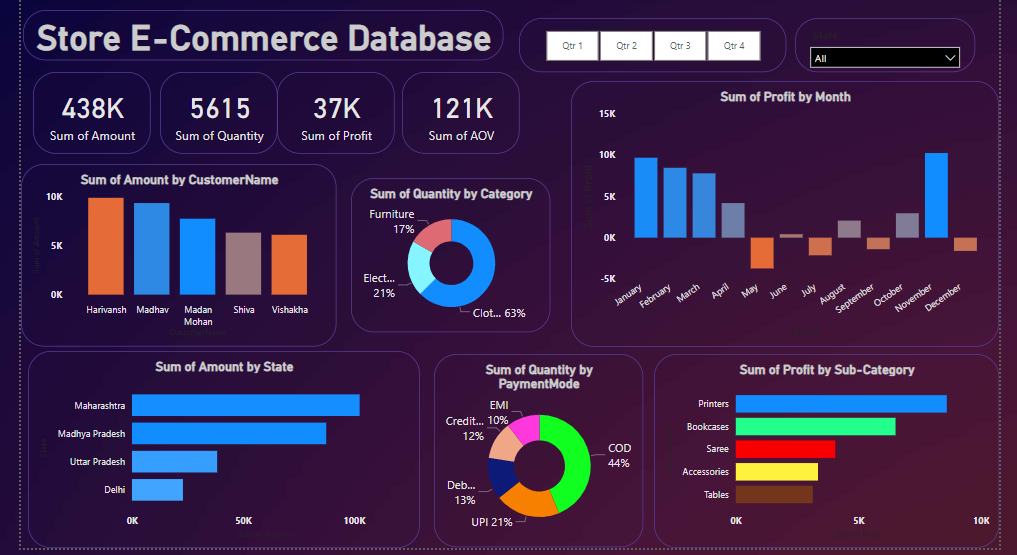 Store E-Commerce Database
Qtr 1
Qtr 2
Qtr 3
Qtr 4
State
All
438K
Sum of Amount
5615
Sum of Quantity
37K
Sum of Profit
121K
Sum of AOV
Sum of Profit by Month
15K
10K
5K
0K
-5K
January
February
March
April
May
June
July
August
September
October
November
December
Sum of Amount by CustomerName
10K
5K
0K
Harivansh
Madhav
Madan
Mohan
Shiva
Vishakha
Sum of Quantity by Category
Furniture
17%
Elect...
21%
Clot... 63%
Sum of Amount by State
Maharashtra
Madhya Pradesh
Uttar Pradesh
Delhi
0K
50K
100K
Sum of Quantity by
PaymentMode
EMI
10%
Credit...
12%
Deb...
13%
UPI 21%
COD
44%
Sum of Profit by Sub-Category
Printers
Bookcases
Saree
Accessories
Tables
0K
5K
10K